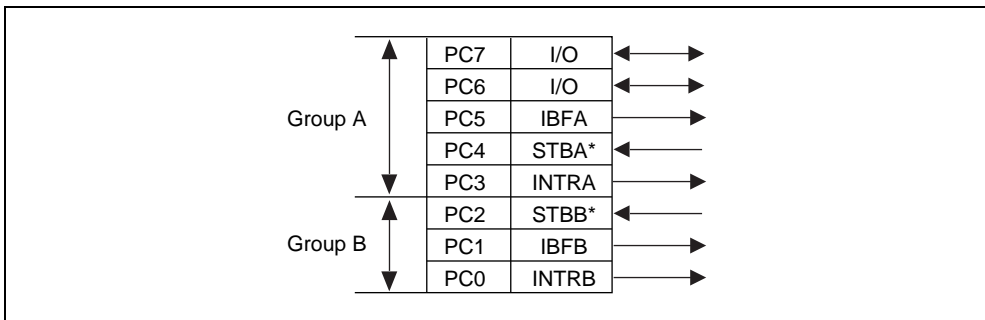 PC7 I/O
PC6 I/O
Group A PC5 IBFA
PC4 STBA*
PC3 INTRA
PC2 STBB*
Group B PC1 IBFB
PC0 INTRB